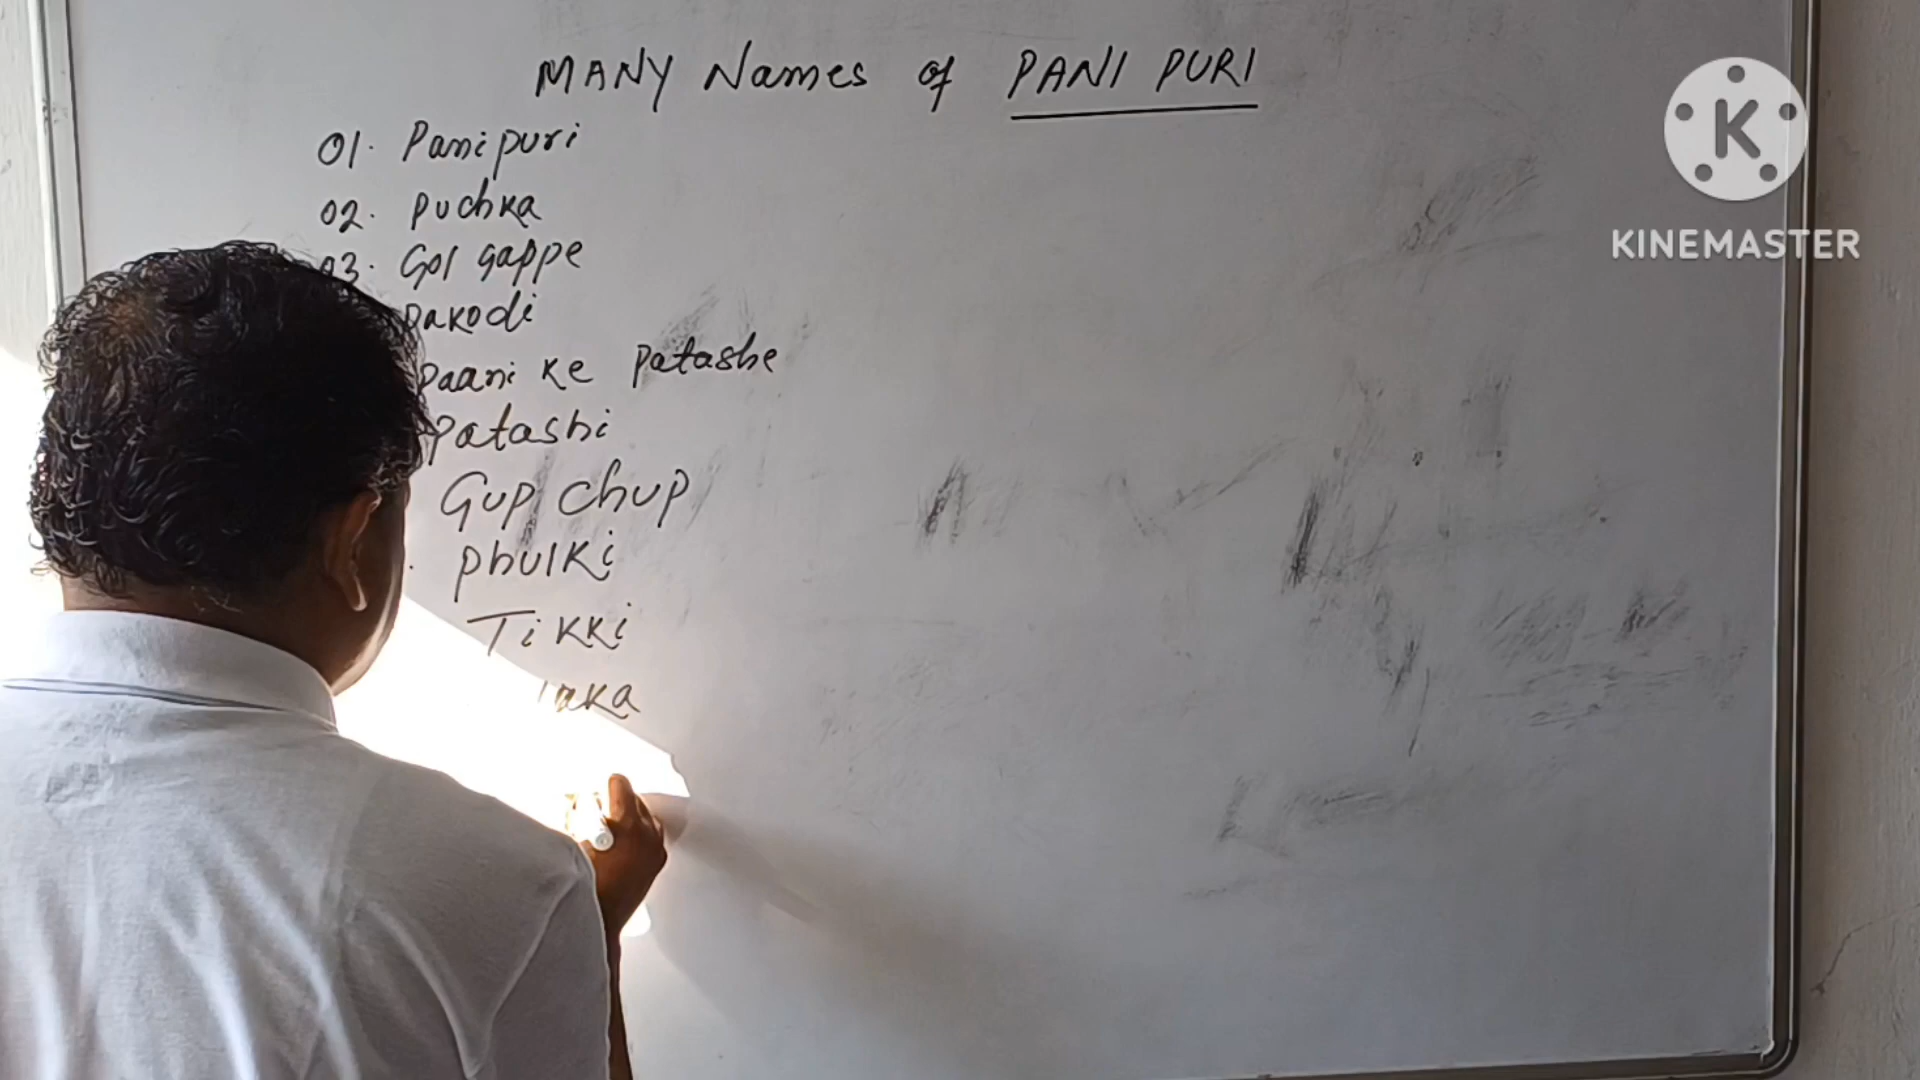 MANY Names of PANI PURI
01. Panipuri
02. Puchka
03. Gol gappe
Pakodi
Paani Ke Patashe
Patashi
Gup chup
Phulki
Tikki
K
KINEMASTER